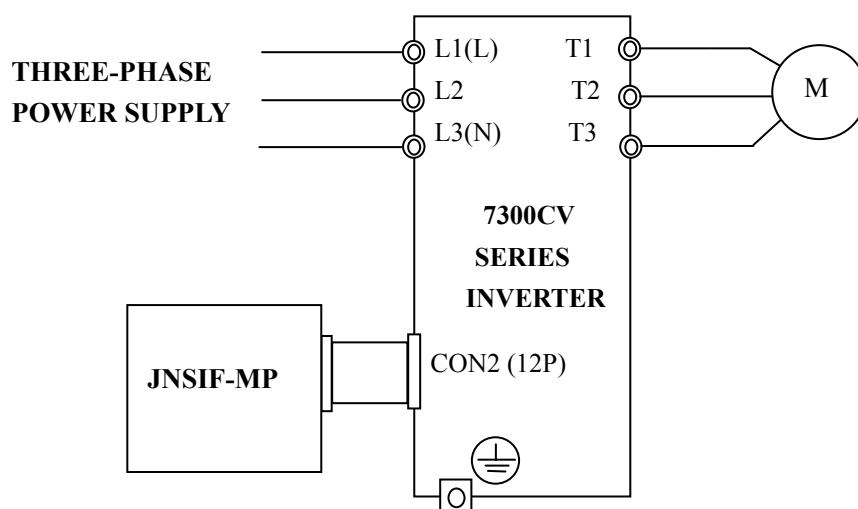 THREE-PHASE
POWER SUPPLY
L1(L)
L2
L3(N)
T1
T2
T3
M
7300CV
SERIES
INVERTER
JNSIF-MP
CON2 (12P)